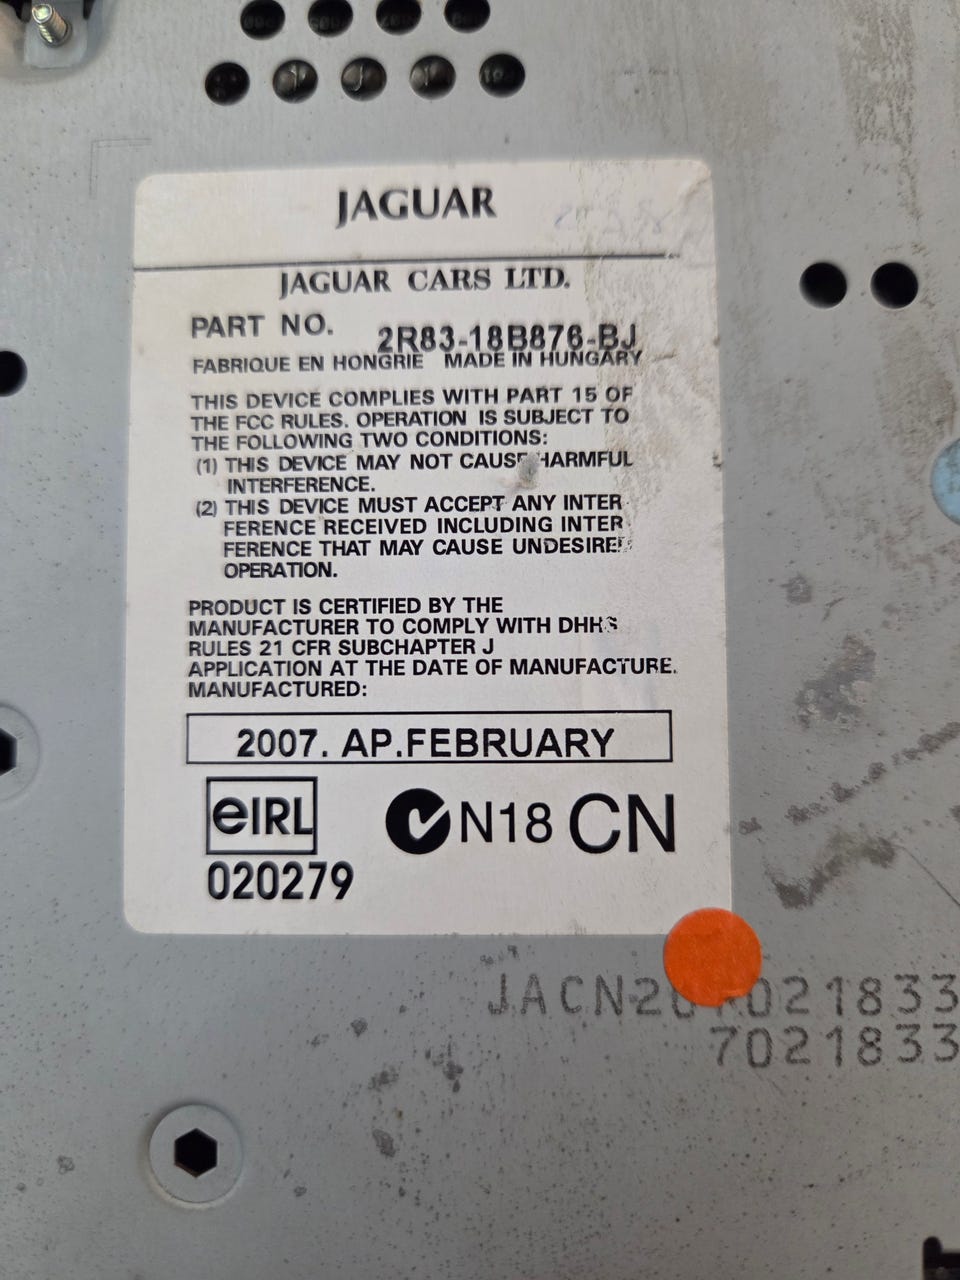 JAGUAR
JAGUAR CARS LTD.
PART NO. 2R83-18B876-BJ
FABRIQUE EN HONGRIE MADE IN HUNGARY
THIS DEVICE COMPLIES WITH PART 15 OF
THE FCC RULES. OPERATION IS SUBJECT TO
THE FOLLOWING TWO CONDITIONS:
(1) THIS DEVICE MAY NOT CAUSE HARMFUL
INTERFERENCE.
(2) THIS DEVICE MUST ACCEPT ANY INTER
FERENCE RECEIVED INCLUDING INTER
FERENCE THAT MAY CAUSE UNDESIRED
OPERATION.
PRODUCT IS CERTIFIED BY THE
MANUFACTURER TO COMPLY WITH DHHS
RULES 21 CFR SUBCHAPTER J
APPLICATION AT THE DATE OF MANUFACTURE.
MANUFACTURED:
2007. AP.FEBRUARY
eIRL N18 CN
020279
7021833